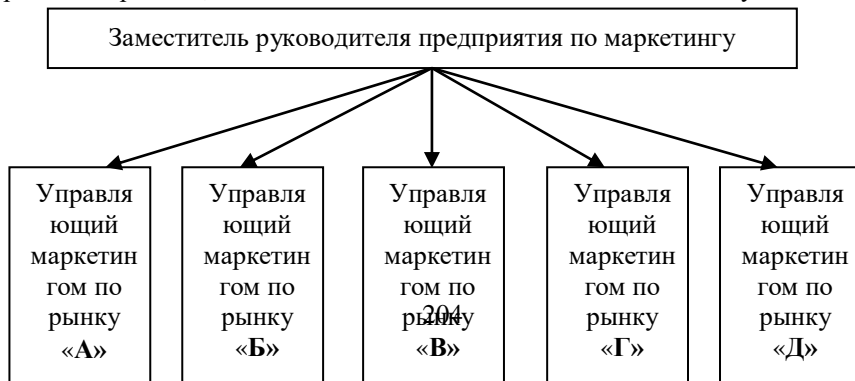 Заместитель руководителя предприятия по маркетингу
Управля
ющий
маркетин
гом по
рынку
«А»
Управля
ющий
маркетин
гом по
рынку
«Б»
Управля
ющий
маркетин
гом по
рынку
«В»
204
Управля
ющий
маркетин
гом по
рынку
«Г»
Управля
ющий
маркетин
гом по
рынку
«Д»